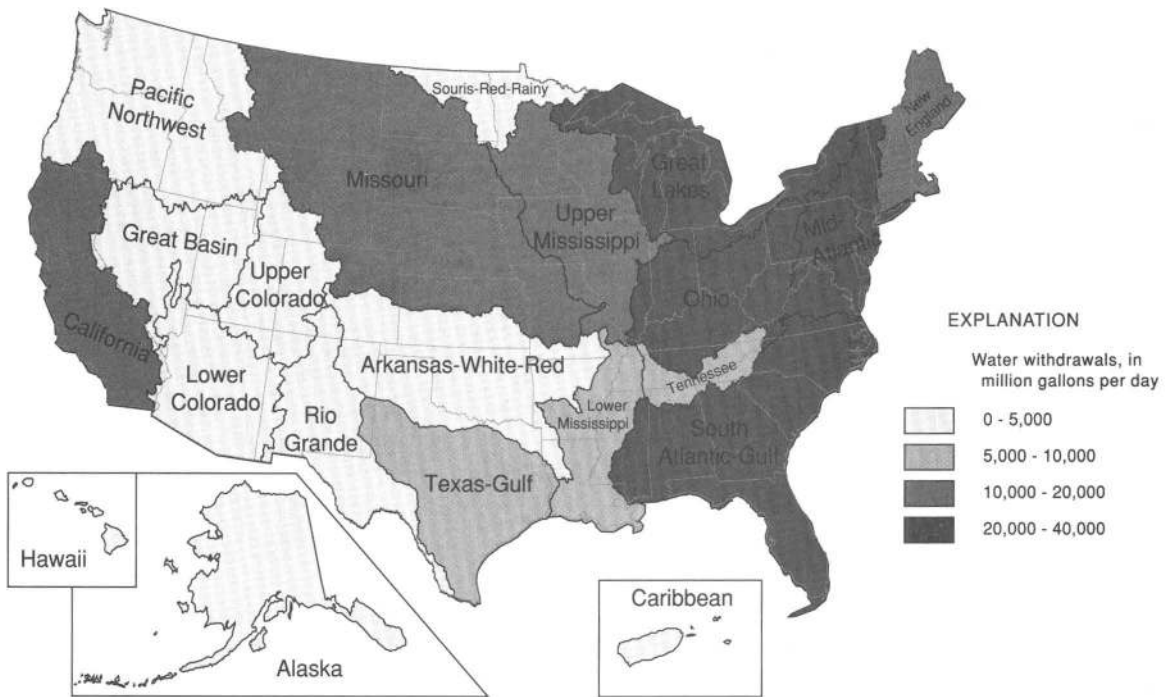 Pacific
Northwest
Souris-Red-Rainy
New
England
Missouri
Great
Lakes
Upper
Mississippi
Mid-
Atlantic
Great Basin
Upper
Colorado
Ohio
California
Lower
Colorado
Arkansas-White-Red
Tennessee
Rio
Grande
Lower
Mississippi
South
Atlantic-Gulf
Texas-Gulf
EXPLANATION
Water withdrawals, in
million gallons per day
0 - 5,000
5,000 - 10,000
10,000 - 20,000
20,000 - 40,000
Hawaii
Alaska
Caribbean